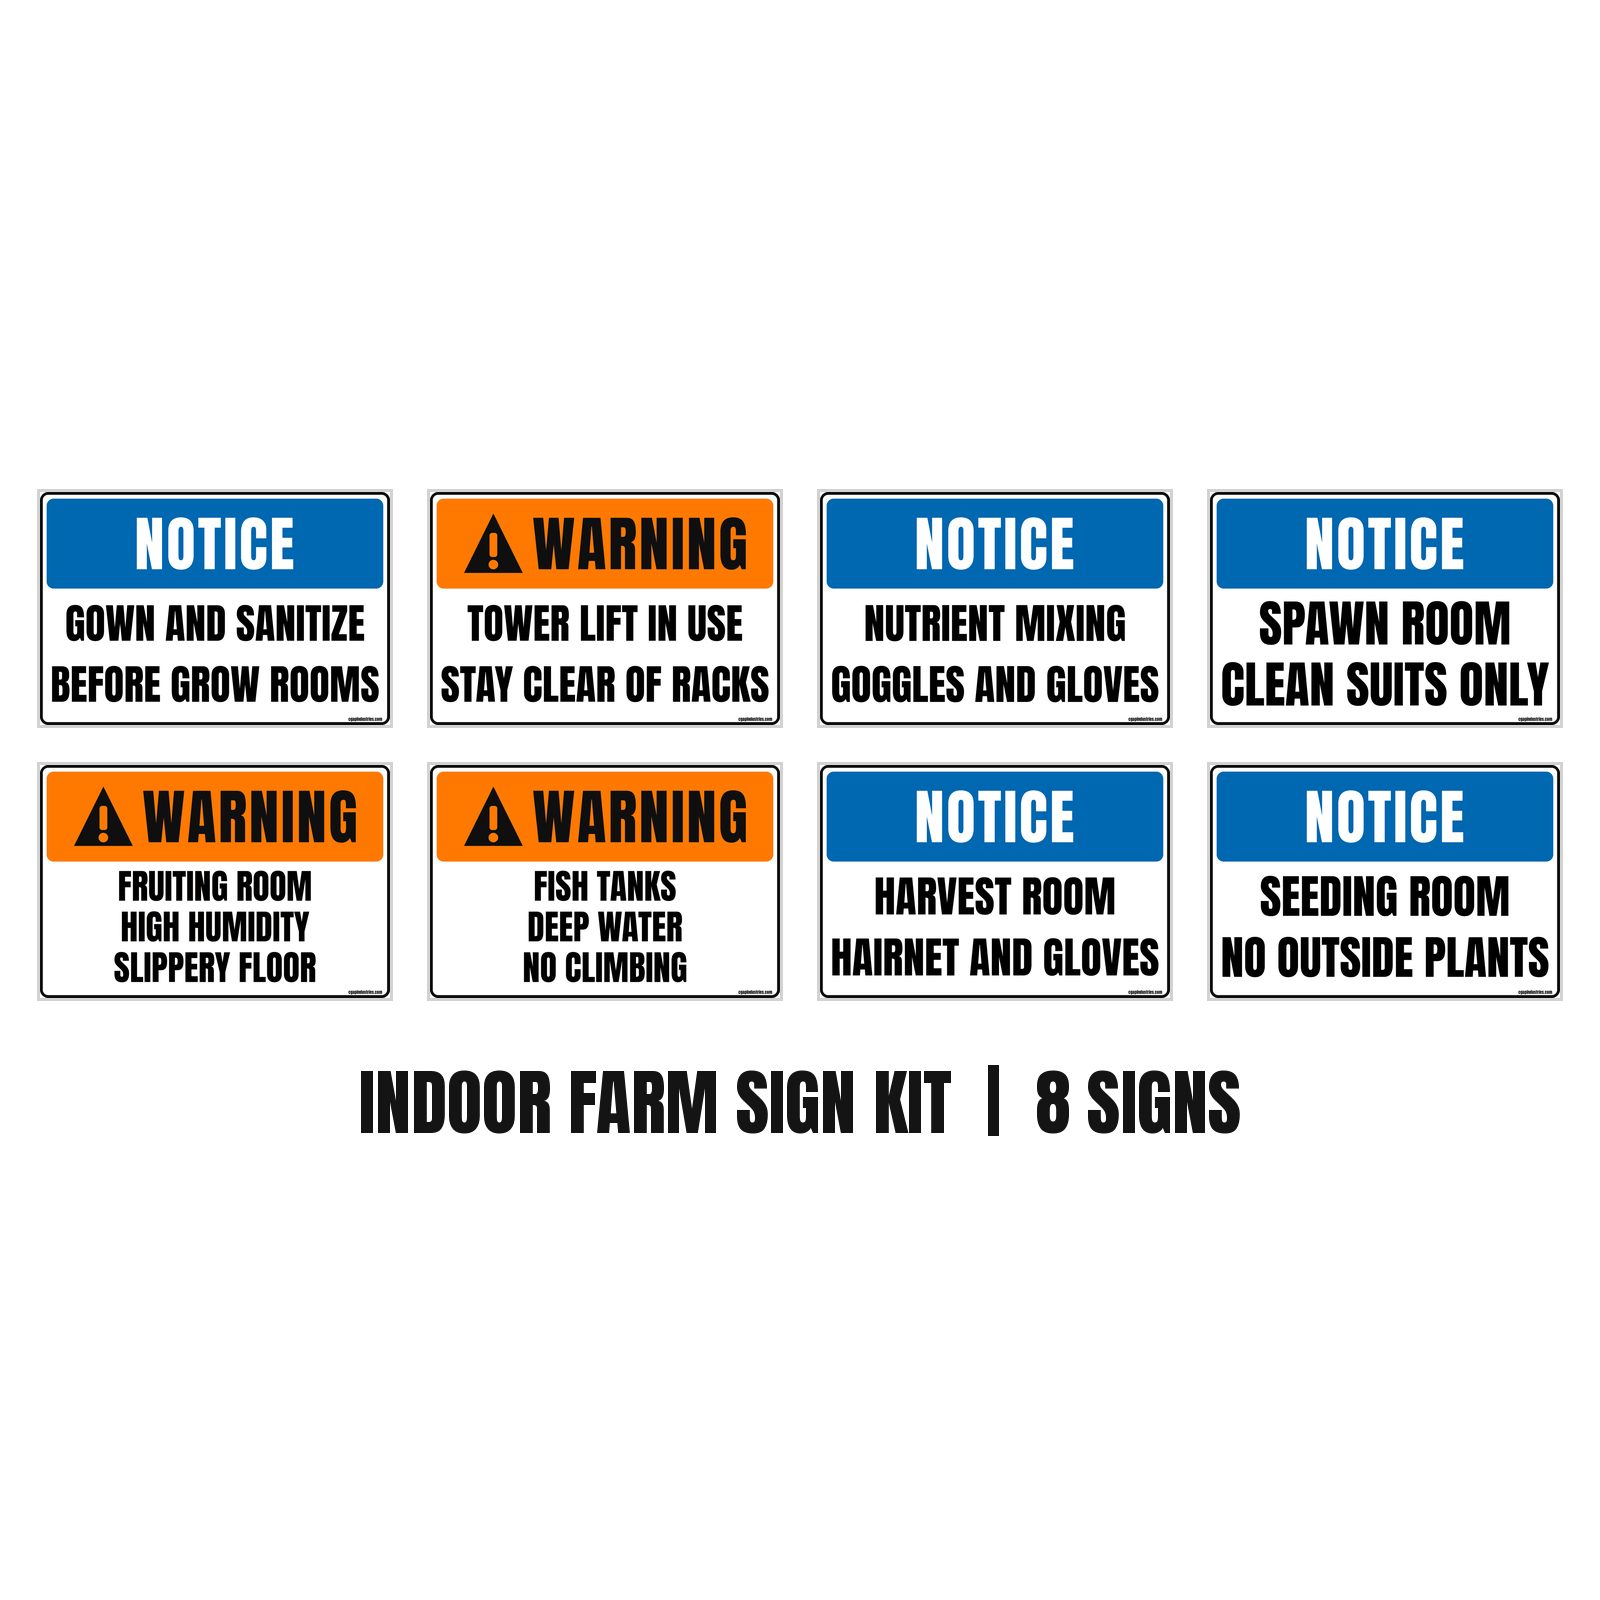 NOTICE
GOWN AND SANITIZE
BEFORE GROW ROOMS
WARNING
TOWER LIFT IN USE
STAY CLEAR OF RACKS
NOTICE
NUTRIENT MIXING
GOGGLES AND GLOVES
NOTICE
SPAWN ROOM
CLEAN SUITS ONLY
WARNING
FRUITING ROOM
HIGH HUMIDITY
SLIPPERY FLOOR
WARNING
FISH TANKS
DEEP WATER
NO CLIMBING
NOTICE
HARVEST ROOM
HAIRNET AND GLOVES
NOTICE
SEEDING ROOM
NO OUTSIDE PLANTS
INDOOR FARM SIGN KIT | 8 SIGNS